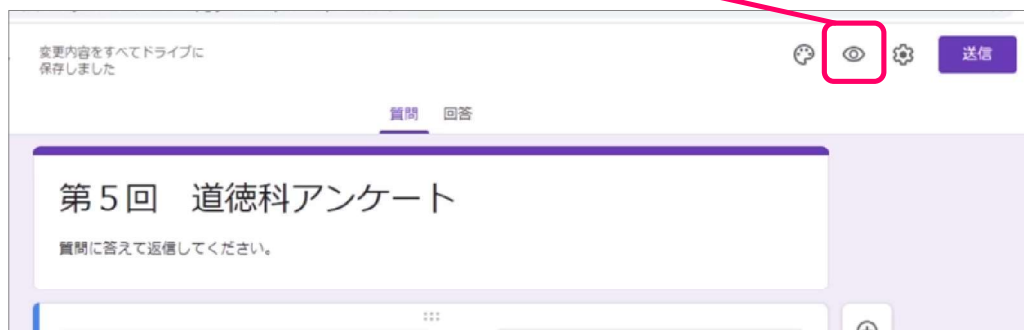 変更内容をすべてドライブに
保存しました
送信
質問 回答
第５回　道徳科アンケート
質問に答えて返信してください。